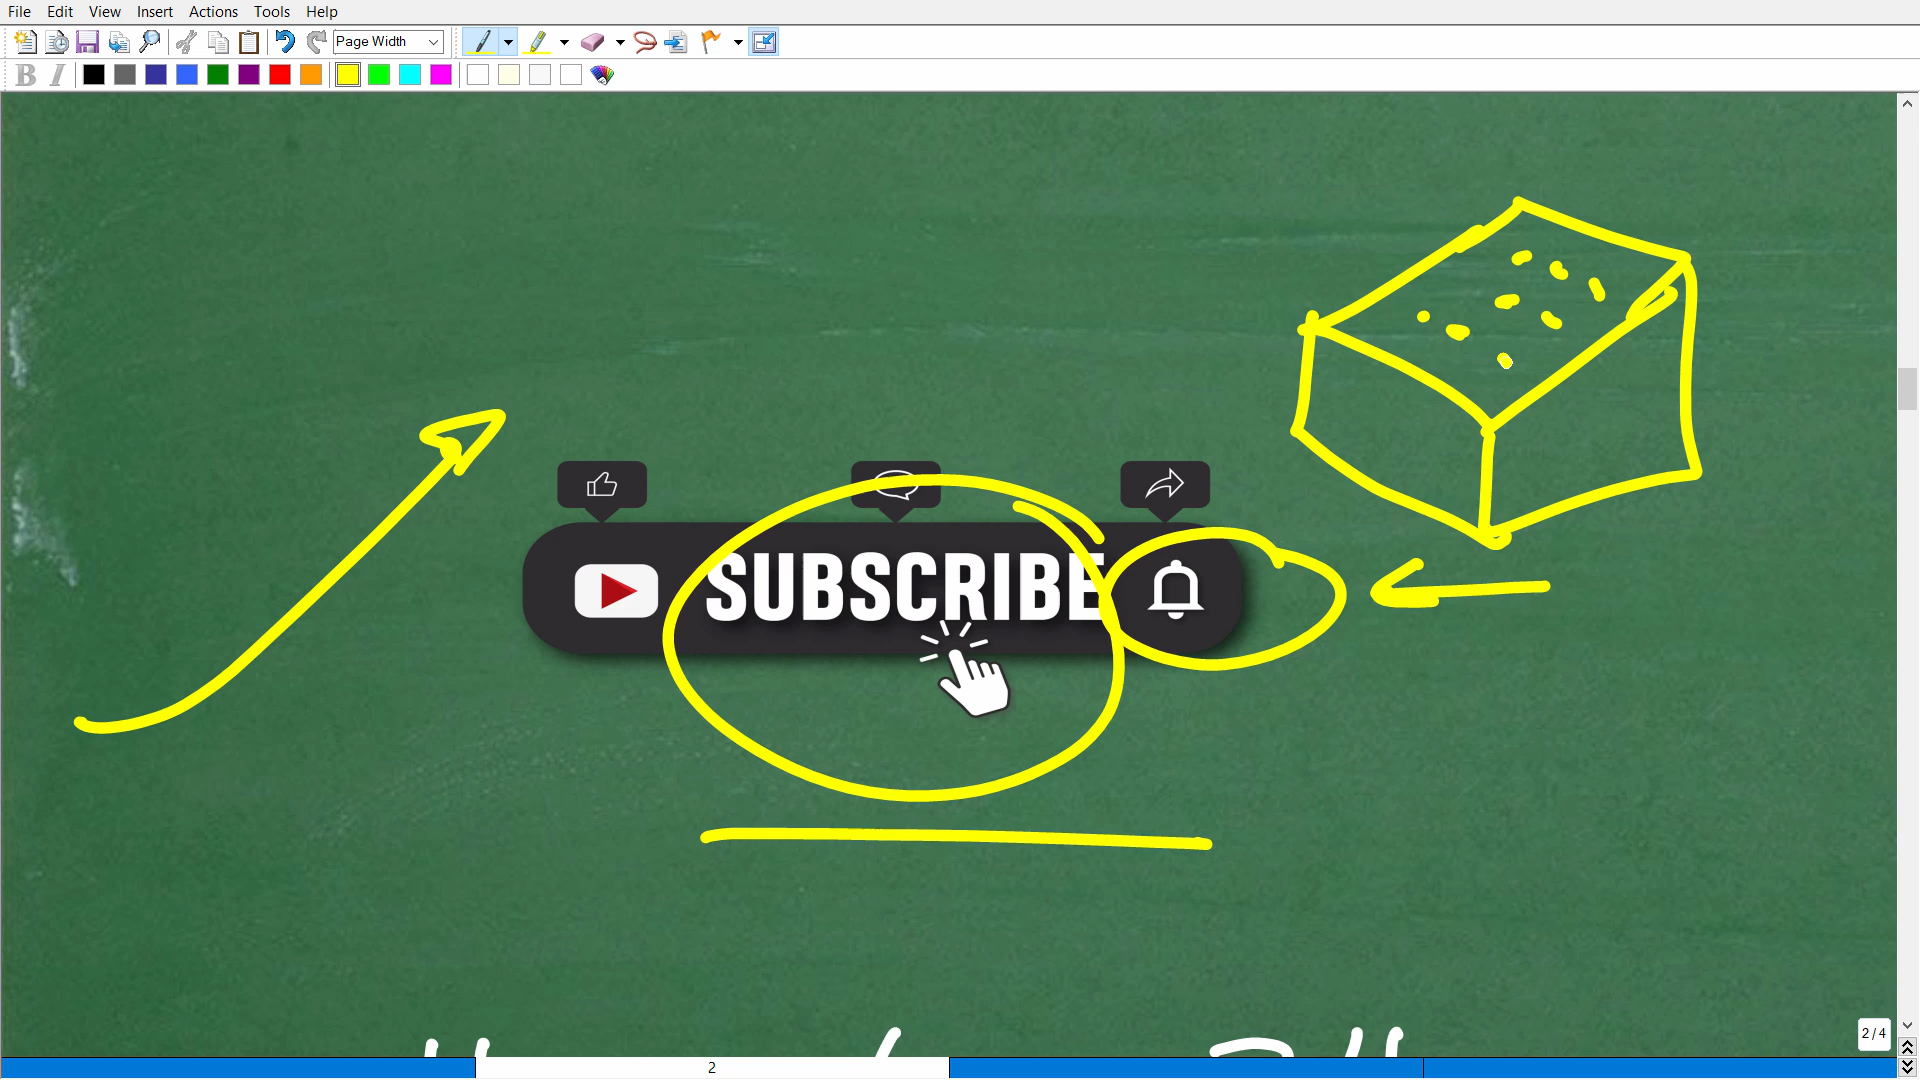 File Edit View Insert Actions Tools Help
Page Width
B I
SUBSCRIBE
2 / 4
2